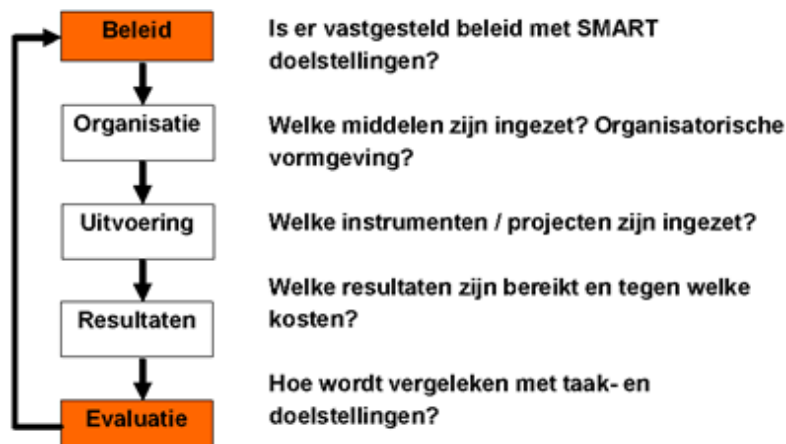 Beleid
Is er vastgesteld beleid met SMART
doelstellingen?
Organisatie
Welke middelen zijn ingezet? Organisatorische
vormgeving?
Uitvoering
Welke instrumenten / projecten zijn ingezet?
Resultaten
Welke resultaten zijn bereikt en tegen welke
kosten?
Evaluatie
Hoe wordt vergeleken met taak- en
doelstellingen?